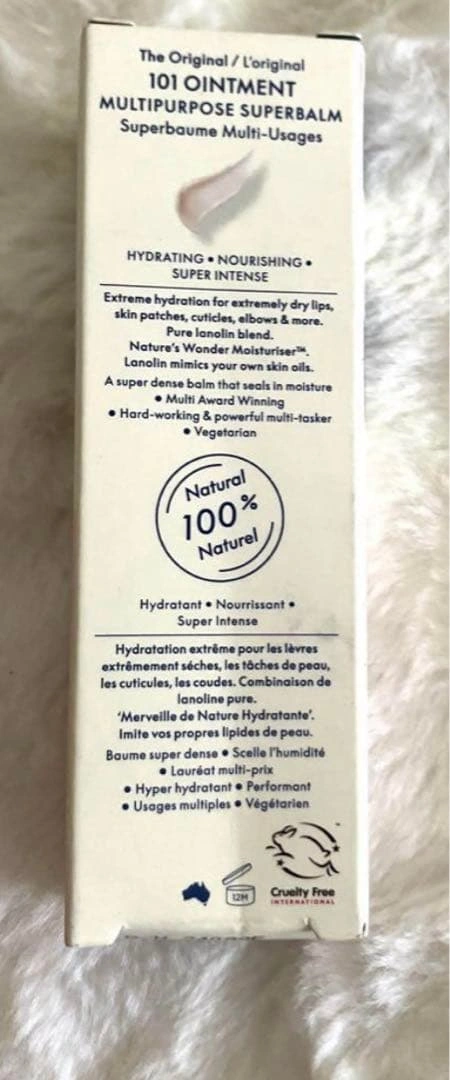 The Original / L'original
101 OINTMENT
MULTIPURPOSE SUPERBALM
Superbaume Multi-Usages
HYDRATING • NOURISHING •
SUPER INTENSE
Extreme hydration for extremely dry lips,
skin patches, cuticles, elbows & more.
Pure lanolin blend.
Nature's Wonder Moisturiser™.
Lanolin mimics your own skin oils.
A super dense balm that seals in moisture
• Multi Award Winning
• Hard-working & powerful multi-tasker
• Vegetarian
Natural
100%
Naturel
Hydratant • Nourrissant •
Super Intense
Hydratation extrême pour les lèvres
extrêmement séches, les tâches de peau,
les cuticules, les coudes. Combinaison de
lanoline pure.
'Merveille de Nature Hydratante'.
Imite vos propres lipides de peau.
Baume super dense • Scelle l'humidité
• Lauréat multi-prix
• Hyper hydratant • Performant
• Usages multiples • Végétarien
12M
Cruelty Free
INTERNATIONAL